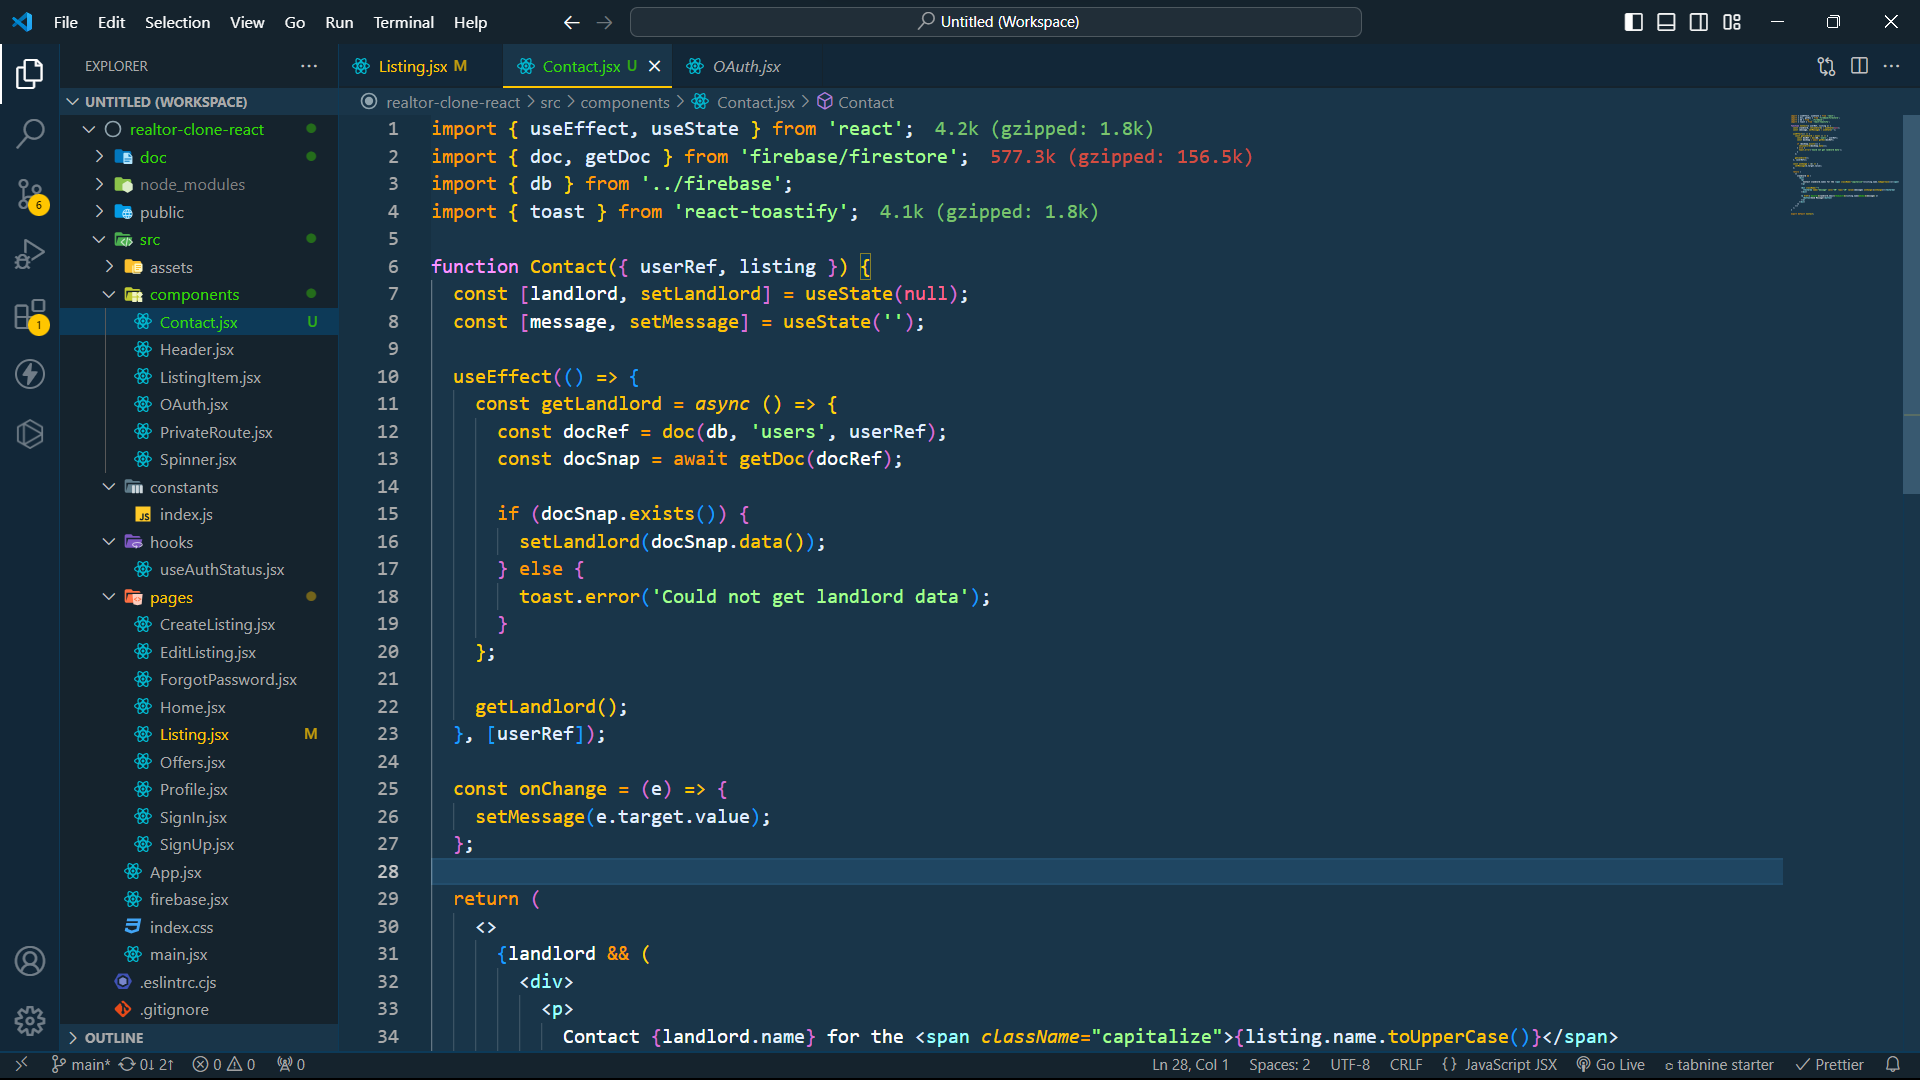 File Edit Selection View Go Run Terminal Help
Untitled (Workspace)
EXPLORER
Listing.jsx M
Contact.jsx U
OAuth.jsx
UNTITLED (WORKSPACE)
realtor-clone-react > src > components > Contact.jsx > Contact
realtor-clone-react
doc
node_modules
public
src
assets
components
Contact.jsx U
Header.jsx
ListingItem.jsx
OAuth.jsx
PrivateRoute.jsx
Spinner.jsx
constants
index.js
hooks
useAuthStatus.jsx
pages
CreateListing.jsx
EditListing.jsx
ForgotPassword.jsx
Home.jsx
Listing.jsx M
Offers.jsx
Profile.jsx
SignIn.jsx
SignUp.jsx
App.jsx
firebase.jsx
index.css
main.jsx
.eslintrc.cjs
.gitignore
OUTLINE
6
1
1 import { useEffect, useState } from 'react'; 4.2k (gzipped: 1.8k)
2 import { doc, getDoc } from 'firebase/firestore'; 577.3k (gzipped: 156.5k)
3 import { db } from '../firebase';
4 import { toast } from 'react-toastify'; 4.1k (gzipped: 1.8k)
5
6 function Contact({ userRef, listing }) {
7 const [landlord, setLandlord] = useState(null);
8 const [message, setMessage] = useState('');
9
10 useEffect(() => {
11 const getLandlord = async () => {
12 const docRef = doc(db, 'users', userRef);
13 const docSnap = await getDoc(docRef);
14
15 if (docSnap.exists()) {
16 setLandlord(docSnap.data());
17 } else {
18 toast.error('Could not get landlord data');
19 }
20 };
21
22 getLandlord();
23 }, [userRef]);
24
25 const onChange = (e) => {
26 setMessage(e.target.value);
27 };
28
29 return (
30 <>
31 {landlord && (
32 <div>
33 <p>
34 Contact {landlord.name} for the <span className="capitalize">{listing.name.toUpperCase()}</span>
main* 0↓ 2↑ 0 0 0
Ln 28, Col 1 Spaces: 2 UTF-8 CRLF {} JavaScript JSX Go Live tabnine starter Prettier